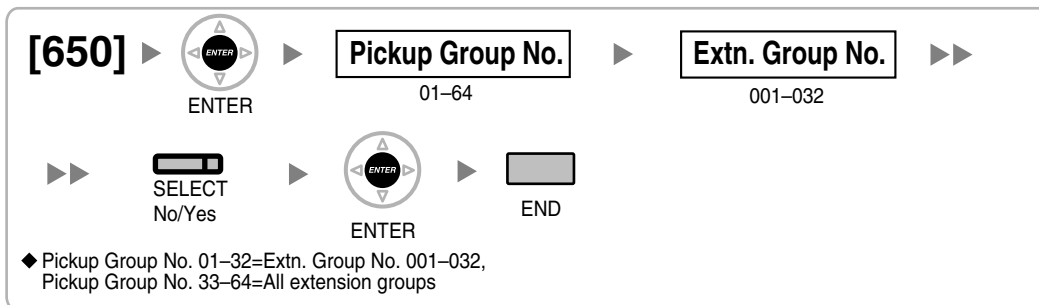 [650] ENTER Pickup Group No. Extn. Group No.
ENTER 01–64 001–032
ENTER
SELECT
No/Yes
ENTER
END
◆ Pickup Group No. 01–32=Extn. Group No. 001–032,
Pickup Group No. 33–64=All extension groups